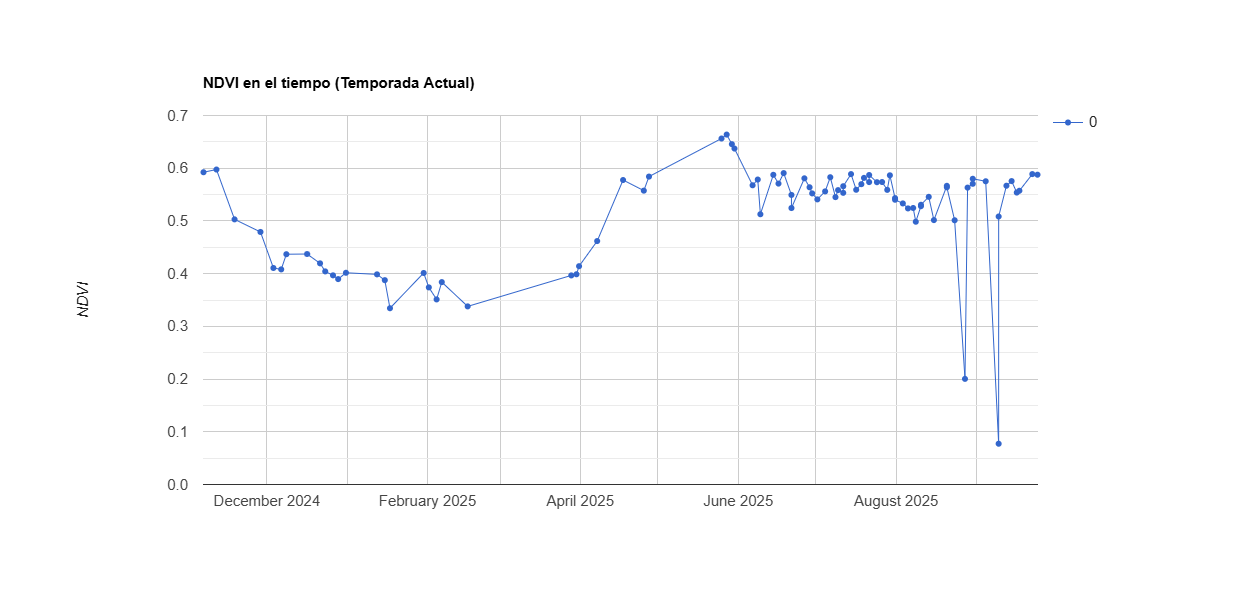 NDVI en el tiempo (Temporada Actual)
0
NDVI
0.7
0.6
0.5
0.4
0.3
0.2
0.1
0.0
December 2024
February 2025
April 2025
June 2025
August 2025